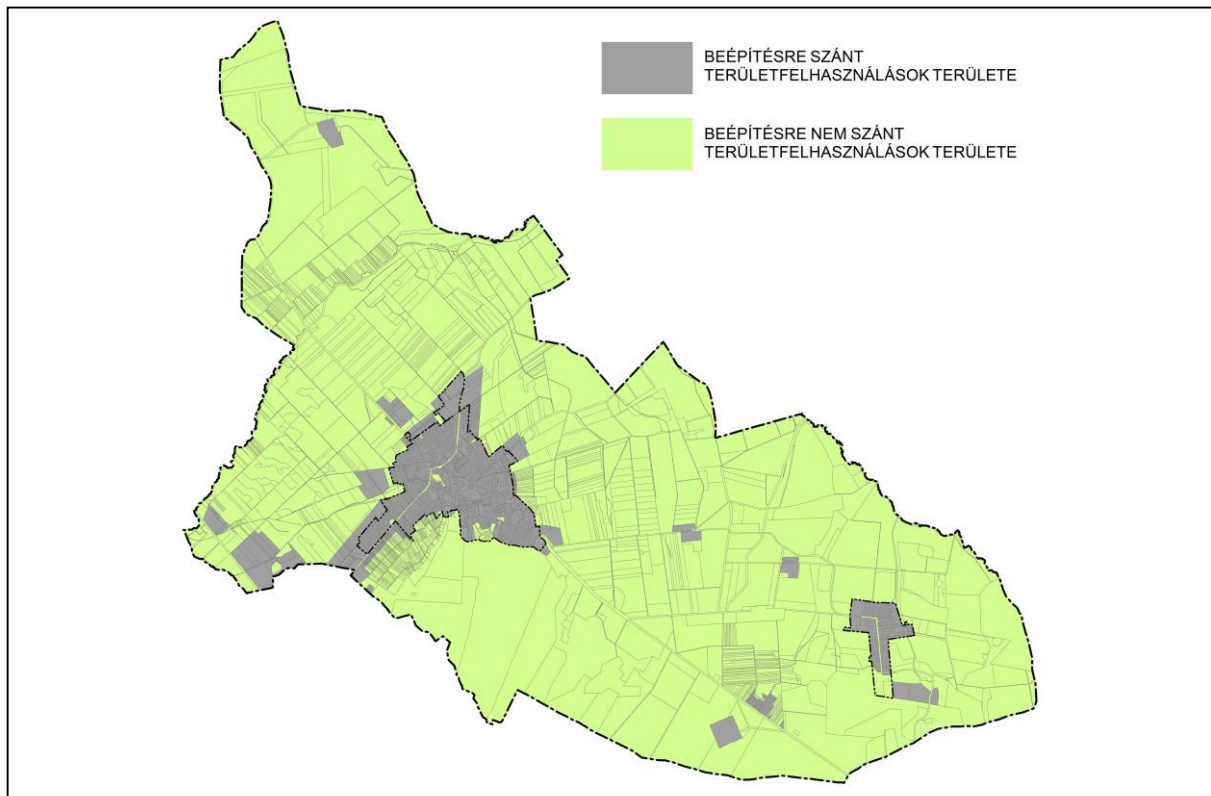 BEÉPÍTÉSRE SZÁNT
TERÜLETFELHASZNÁLÁSOK TERÜLETE
BEÉPÍTÉSRE NEM SZÁNT
TERÜLETFELHASZNÁLÁSOK TERÜLETE